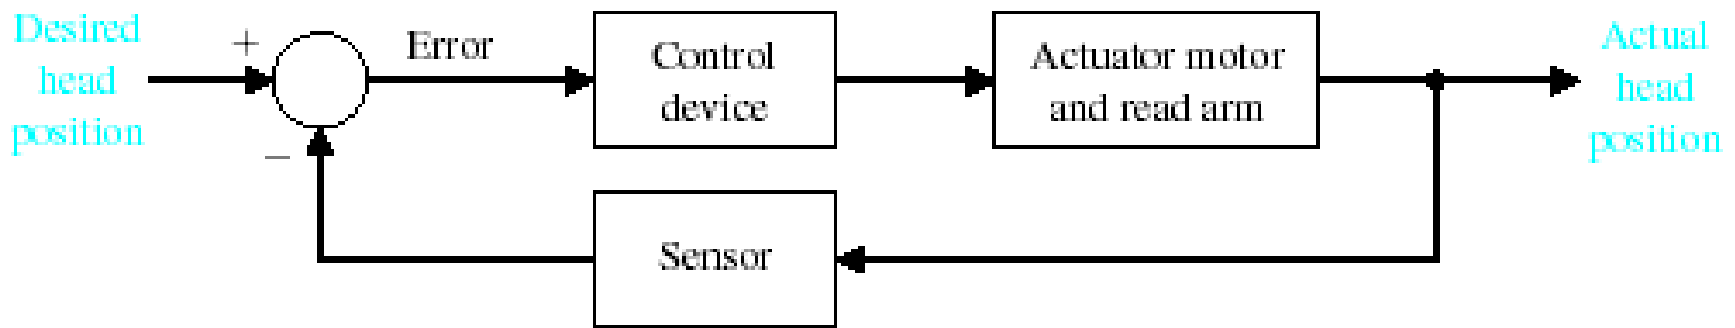 Desired
head
position
+
−
Error
Control
device
Actuator motor
and read arm
Actual
head
position
Sensor